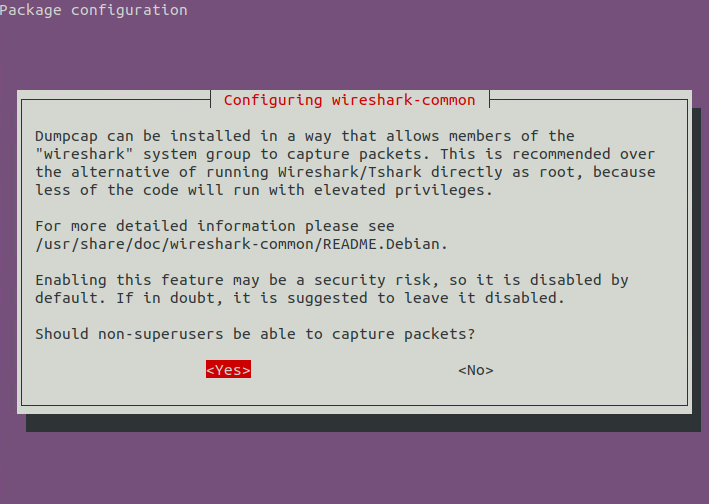 Package configuration
Configuring wireshark-common
Dumpcap can be installed in a way that allows members of the
"wireshark" system group to capture packets. This is recommended over
the alternative of running Wireshark/Tshark directly as root, because
less of the code will run with elevated privileges.
For more detailed information please see
/usr/share/doc/wireshark-common/README.Debian.
Enabling this feature may be a security risk, so it is disabled by
default. If in doubt, it is suggested to leave it disabled.
Should non-superusers be able to capture packets?
<Yes> <No>